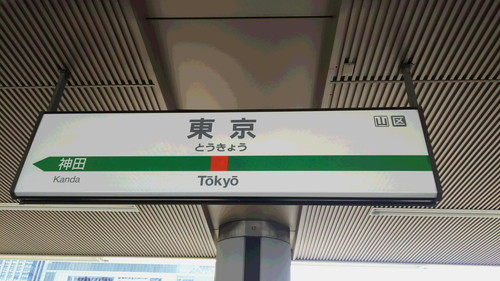 東京
山 区
とうきょう
神田
Kanda
Tōkyō